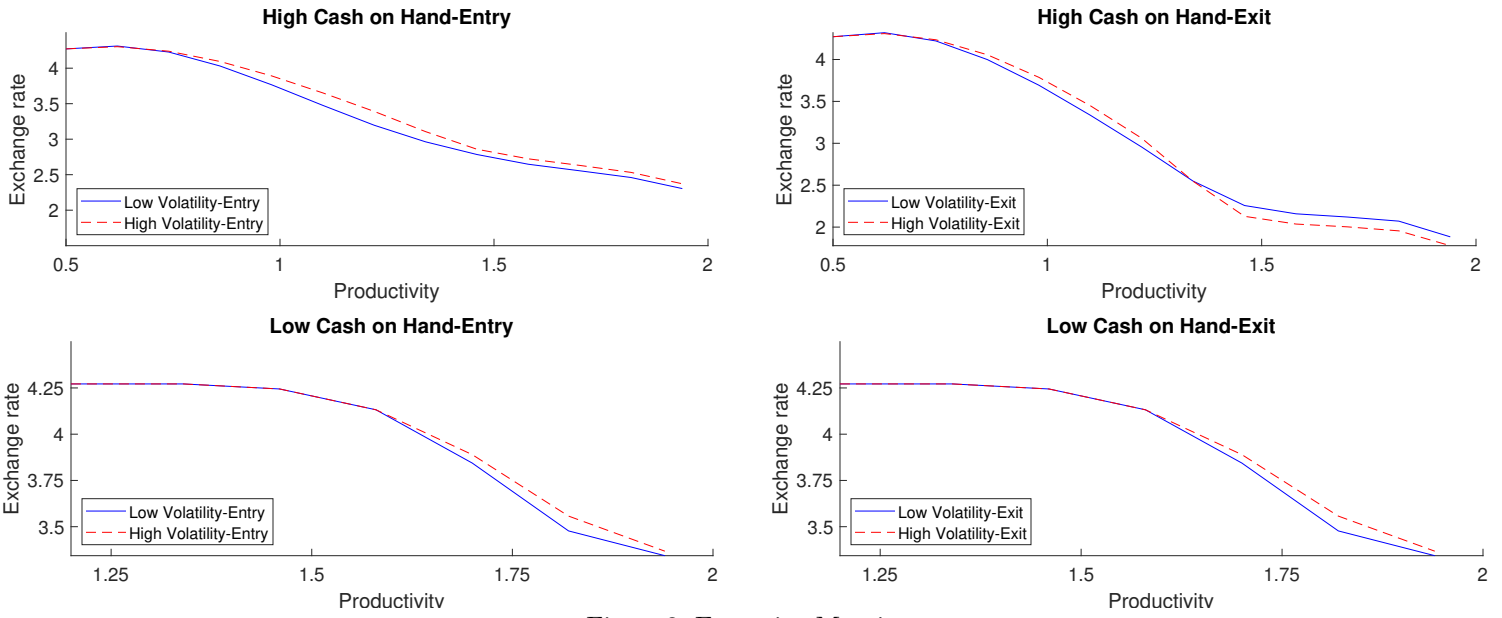 High Cash on Hand-Entry
Exchange rate
4
3.5
3
2.5
2
Low Volatility-Entry
High Volatility-Entry
0.5
1
1.5
2
Productivity
High Cash on Hand-Exit
Exchange rate
4
3.5
3
2.5
2
Low Volatility-Exit
High Volatility-Exit
0.5
1
1.5
2
Productivity
Low Cash on Hand-Entry
Exchange rate
4.25
4
3.75
3.5
Low Volatility-Entry
High Volatility-Entry
1.25
1.5
1.75
2
Productivity
Low Cash on Hand-Exit
Exchange rate
4.25
4
3.75
3.5
Low Volatility-Exit
High Volatility-Exit
1.25
1.5
1.75
2
Productivity